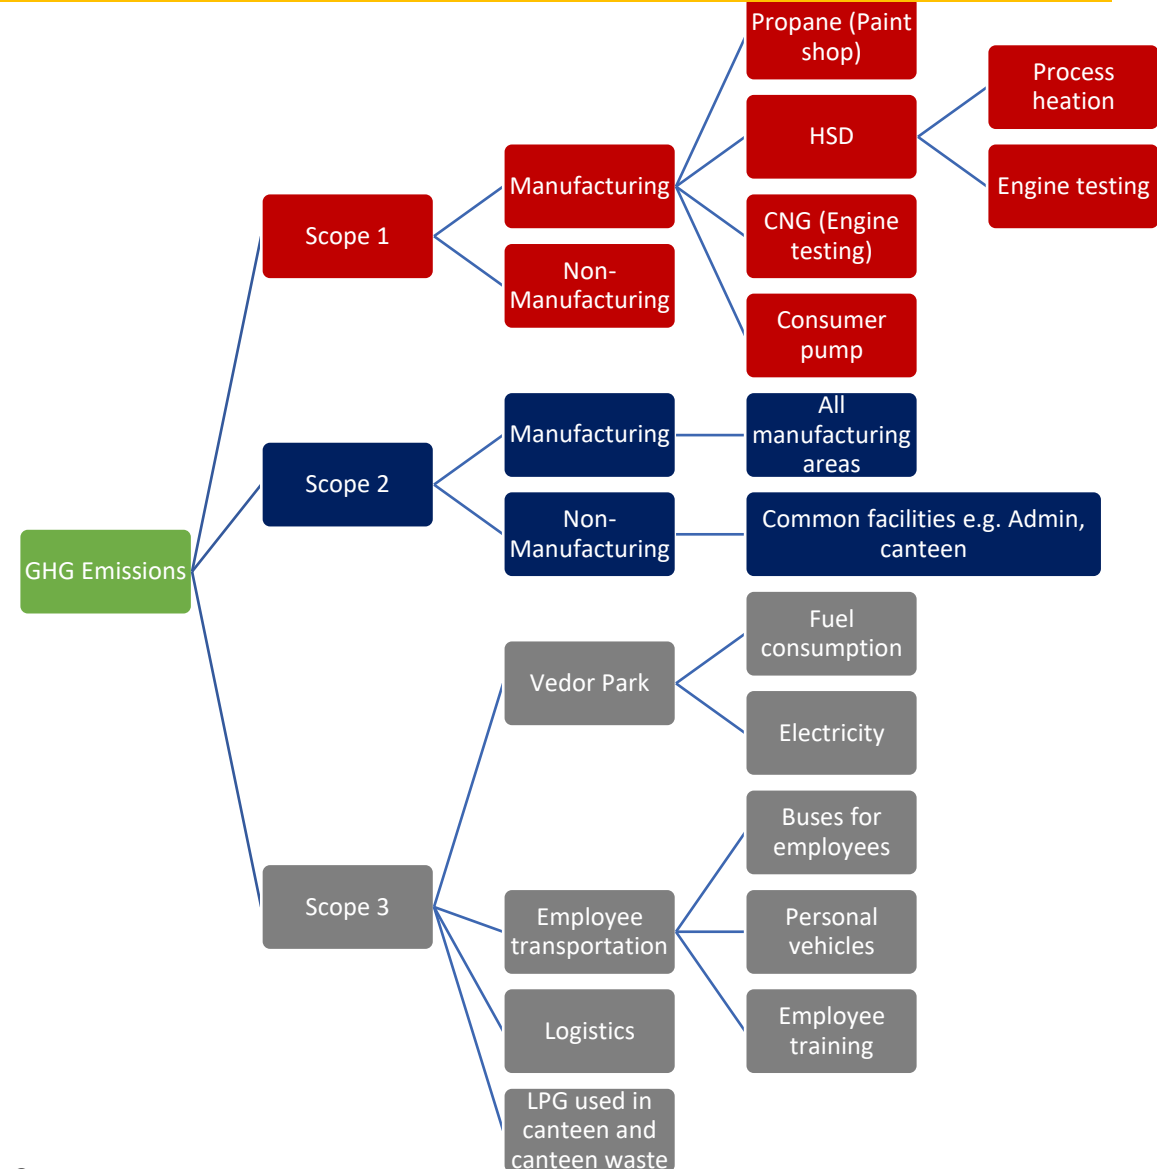 Propane (Paint
shop)
Process
heation
HSD
Engine testing
Manufacturing
Scope 1
CNG (Engine
testing)
Non-
Manufacturing
Consumer
pump
Manufacturing
All
manufacturing
areas
Scope 2
Non-
Manufacturing
Common facilities e.g. Admin,
canteen
GHG Emissions
Fuel
consumption
Vedor Park
Electricity
Buses for
employees
Scope 3
Employee
transportation
Personal
vehicles
Logistics
Employee
training
LPG used in
canteen and
canteen waste